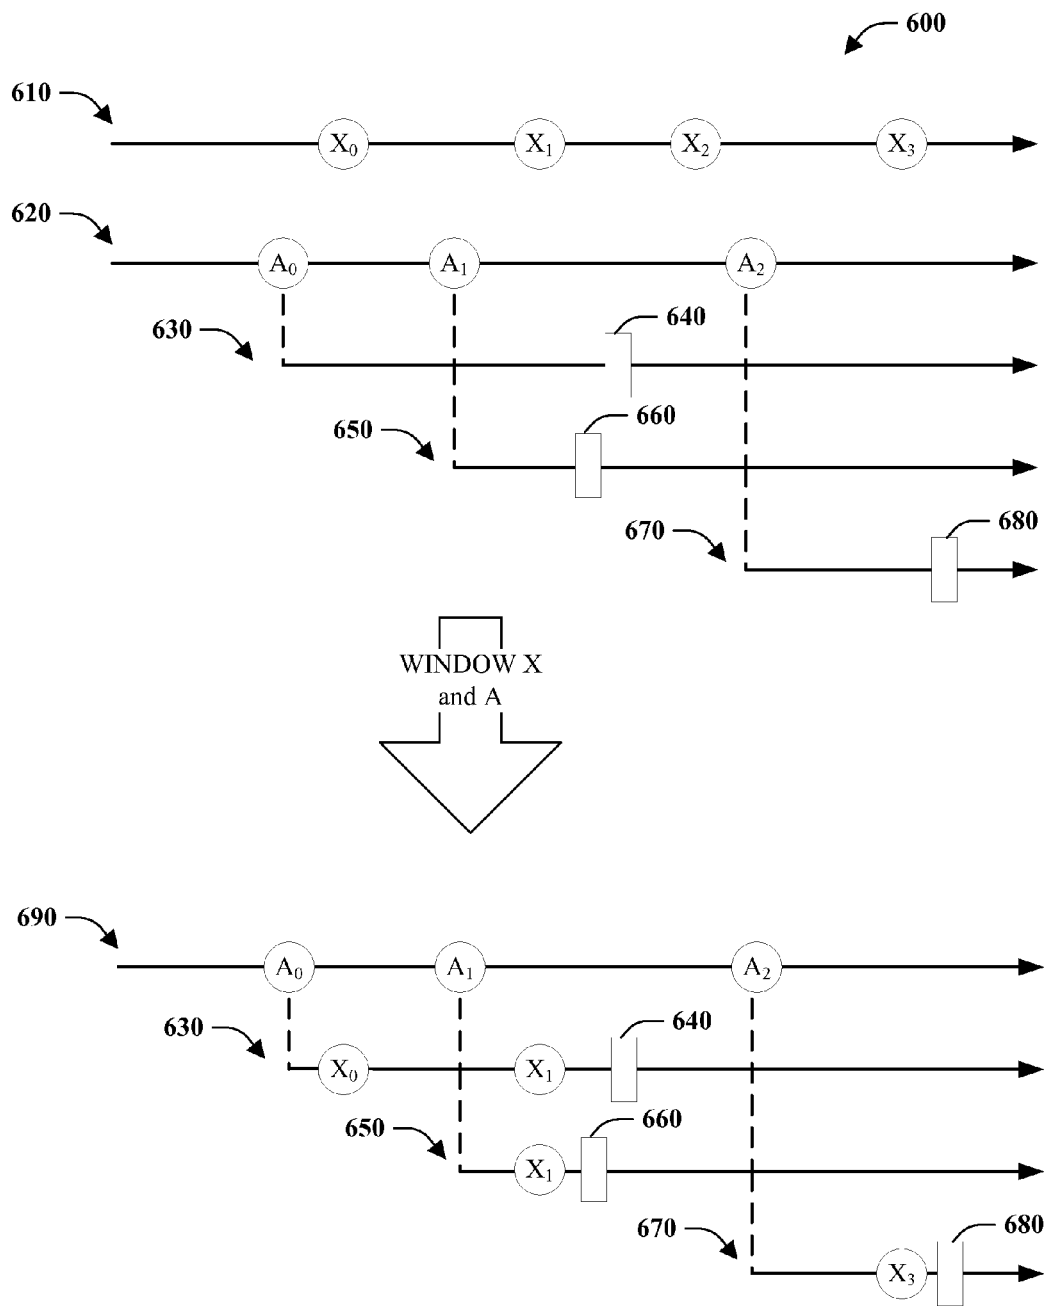 600
610
X₀ X₁ X₂ X₃
620
A₀ A₁ A₂
630 640
650 660
670 680
WINDOW X
and A
690
A₀ A₁ A₂
630 640
X₀ X₁
650 660
X₁
670 680
X₃